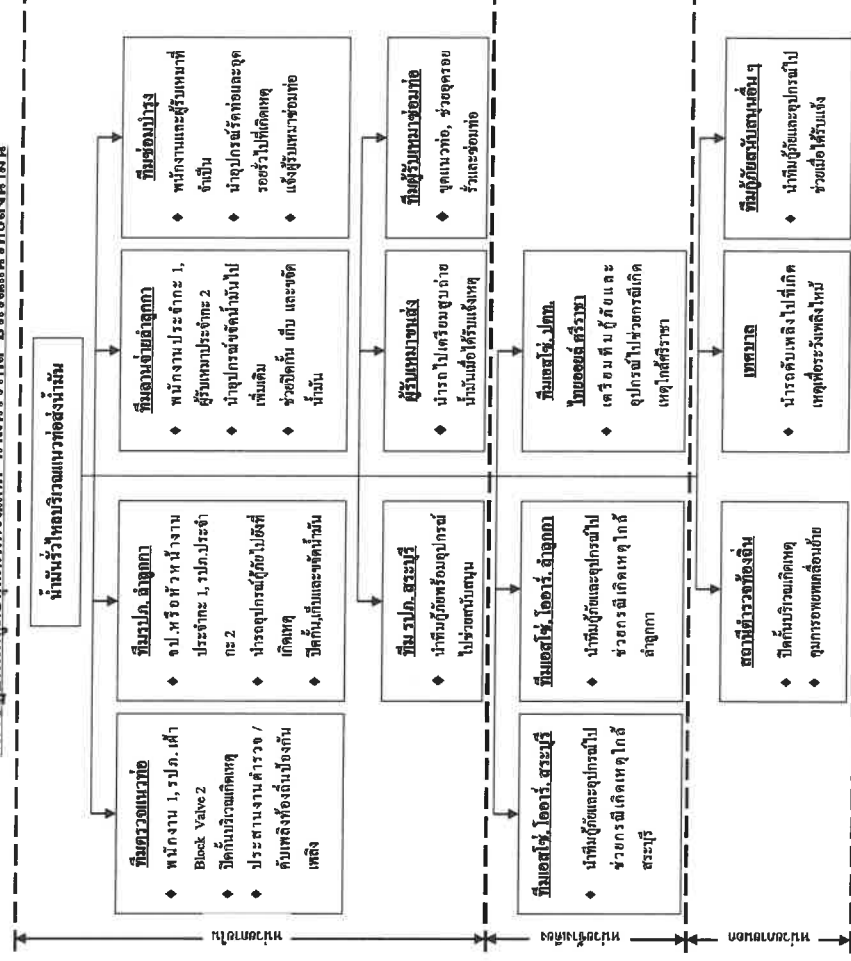 น้ำมันรั่วไหลบริเวณแนวท่อส่งน้ำมัน
หน่วยภายใน
ทีมตรวจแนวท่อ
◆ พนักงาน 1, รปภ. เฝ้า
Block Valve 2
◆ ปิดกั้นบริเวณเกิดเหตุ
◆ ประสานงานตำรวจ /
ดับเพลิงท้องถิ่นป้องกัน
เพลิง
ทีมรปภ. ลำลูกกา
◆ จป.หรือหัวหน้างาน
ประจำกะ 1, รปภ.ประจำ
กะ 2
◆ นำรถอุปกรณ์กู้ภัยไปยังที่
เกิดเหตุ
◆ ปิดกั้น,เก็บและขจัดน้ำมัน
ทีมลานจ่ายลำลูกกา
◆ พนักงานประจำกะ 1,
ผู้รับเหมาประจำกะ 2
◆ นำอุปกรณ์ขจัดน้ำมันไป
เพิ่มเติม
◆ ช่วยปิดกั้น เก็บ และขจัด
น้ำมัน
ทีมซ่อมบำรุง
◆ พนักงานและผู้รับเหมาที่
จำเป็น
◆ นำอุปกรณ์รัดท่อและอุด
รอยรั่วไปที่เกิดเหตุ
◆ แจ้งผู้รับเหมาซ่อมท่อ
ทีม รปภ. สระบุรี
◆ นำทีมกู้ภัยพร้อมอุปกรณ์
ไปช่วยสนับสนุน
ผู้รับเหมาขนส่ง
◆ นำรถไปเตรียมสูบถ่าย
น้ำมันเมื่อได้รับแจ้งเหตุ
ทีมผู้รับเหมาซ่อมท่อ
◆ ขุดแนวท่อ, ช่วยอุดรอย
รั่วและซ่อมท่อ
หน่วยข้างเคียง
ทีมเอสโซ่, โออาร์, สระบุรี
◆ นำทีมกู้ภัยและอุปกรณ์ไป
ช่วยกรณีเกิดเหตุใกล้
สระบุรี
ทีมเอสโซ่, โออาร์, ลำลูกกา
◆ นำทีมกู้ภัยและอุปกรณ์ไป
ช่วยกรณีเกิดเหตุใกล้
ลำลูกกา
ทีมเอสโซ่, ปตท.
ไทยออยล์ ศรีราชา
◆ เตรียมทีมกู้ภัยและ
อุปกรณ์ไปช่วยกรณีเกิด
เหตุใกล้ศรีราชา
หน่วยภายนอก
สถานีตำรวจท้องถิ่น
◆ ปิดกั้นบริเวณเกิดเหตุ
◆ คุมการอพยพเคลื่อนย้าย
เทศบาล
◆ นำรถดับเพลิงไปที่เกิด
เหตุเพื่อระวังเพลิงไหม้
ทีมกู้ภัยสนับสนุนอื่น ๆ
◆ นำทีมกู้ภัยและอุปกรณ์ไป
ช่วยเมื่อได้รับแจ้ง